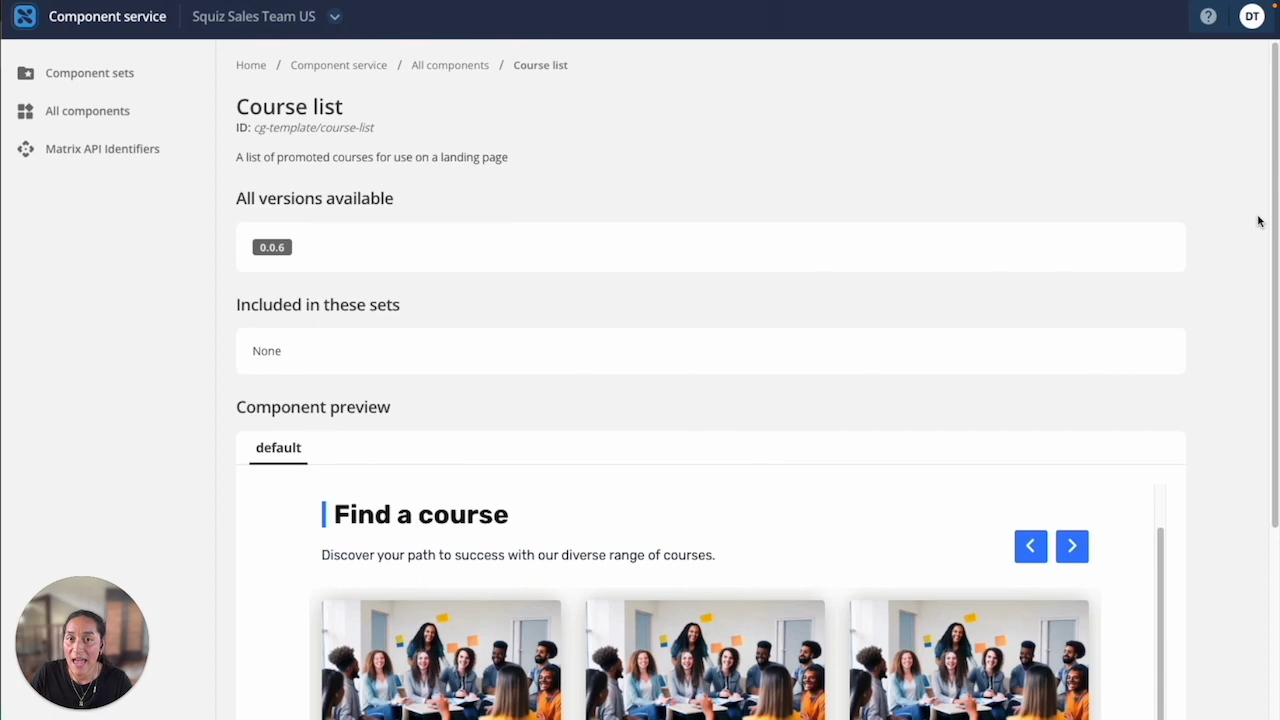 Component service
Squiz Sales Team US
DT
Component sets
All components
Matrix API Identifiers
Home / Component service / All components / Course list
Course list
ID: cg-template/course-list
A list of promoted courses for use on a landing page
All versions available
0.0.6
Included in these sets
None
Component preview
default
Find a course
Discover your path to success with our diverse range of courses.